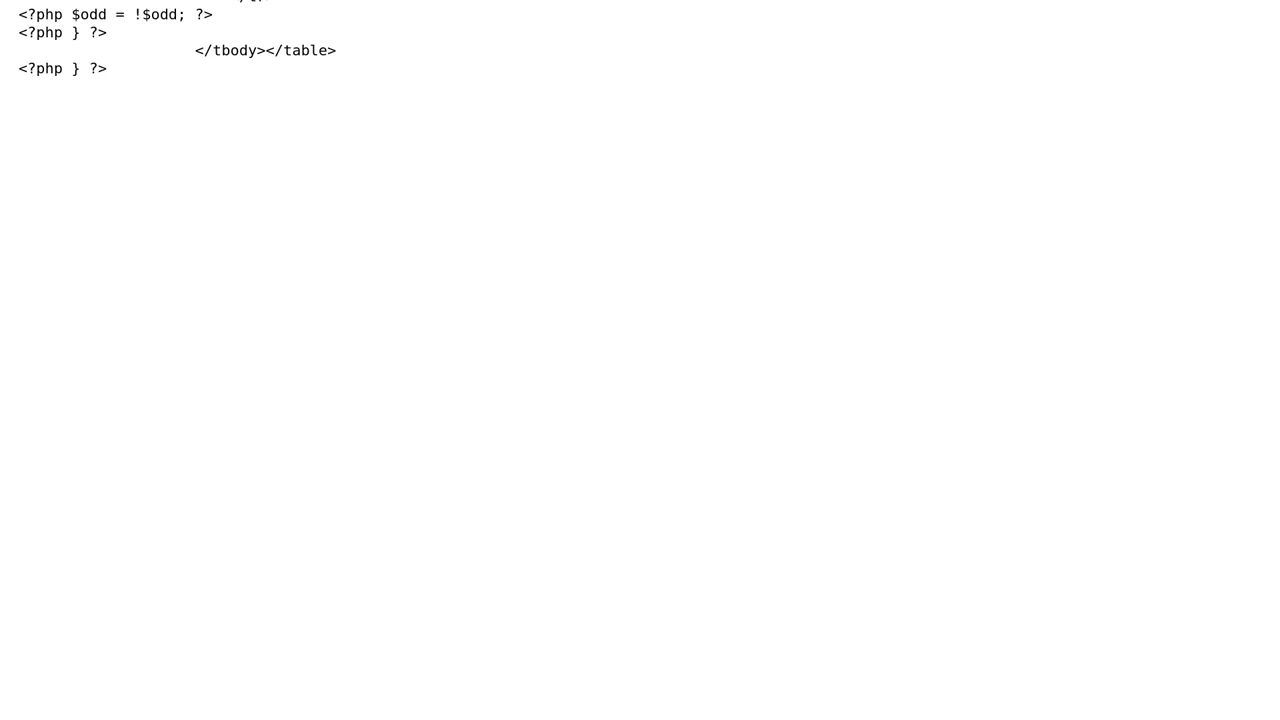 <?php $odd = !$odd; ?>
<?php } ?>
</tbody></table>
<?php } ?>